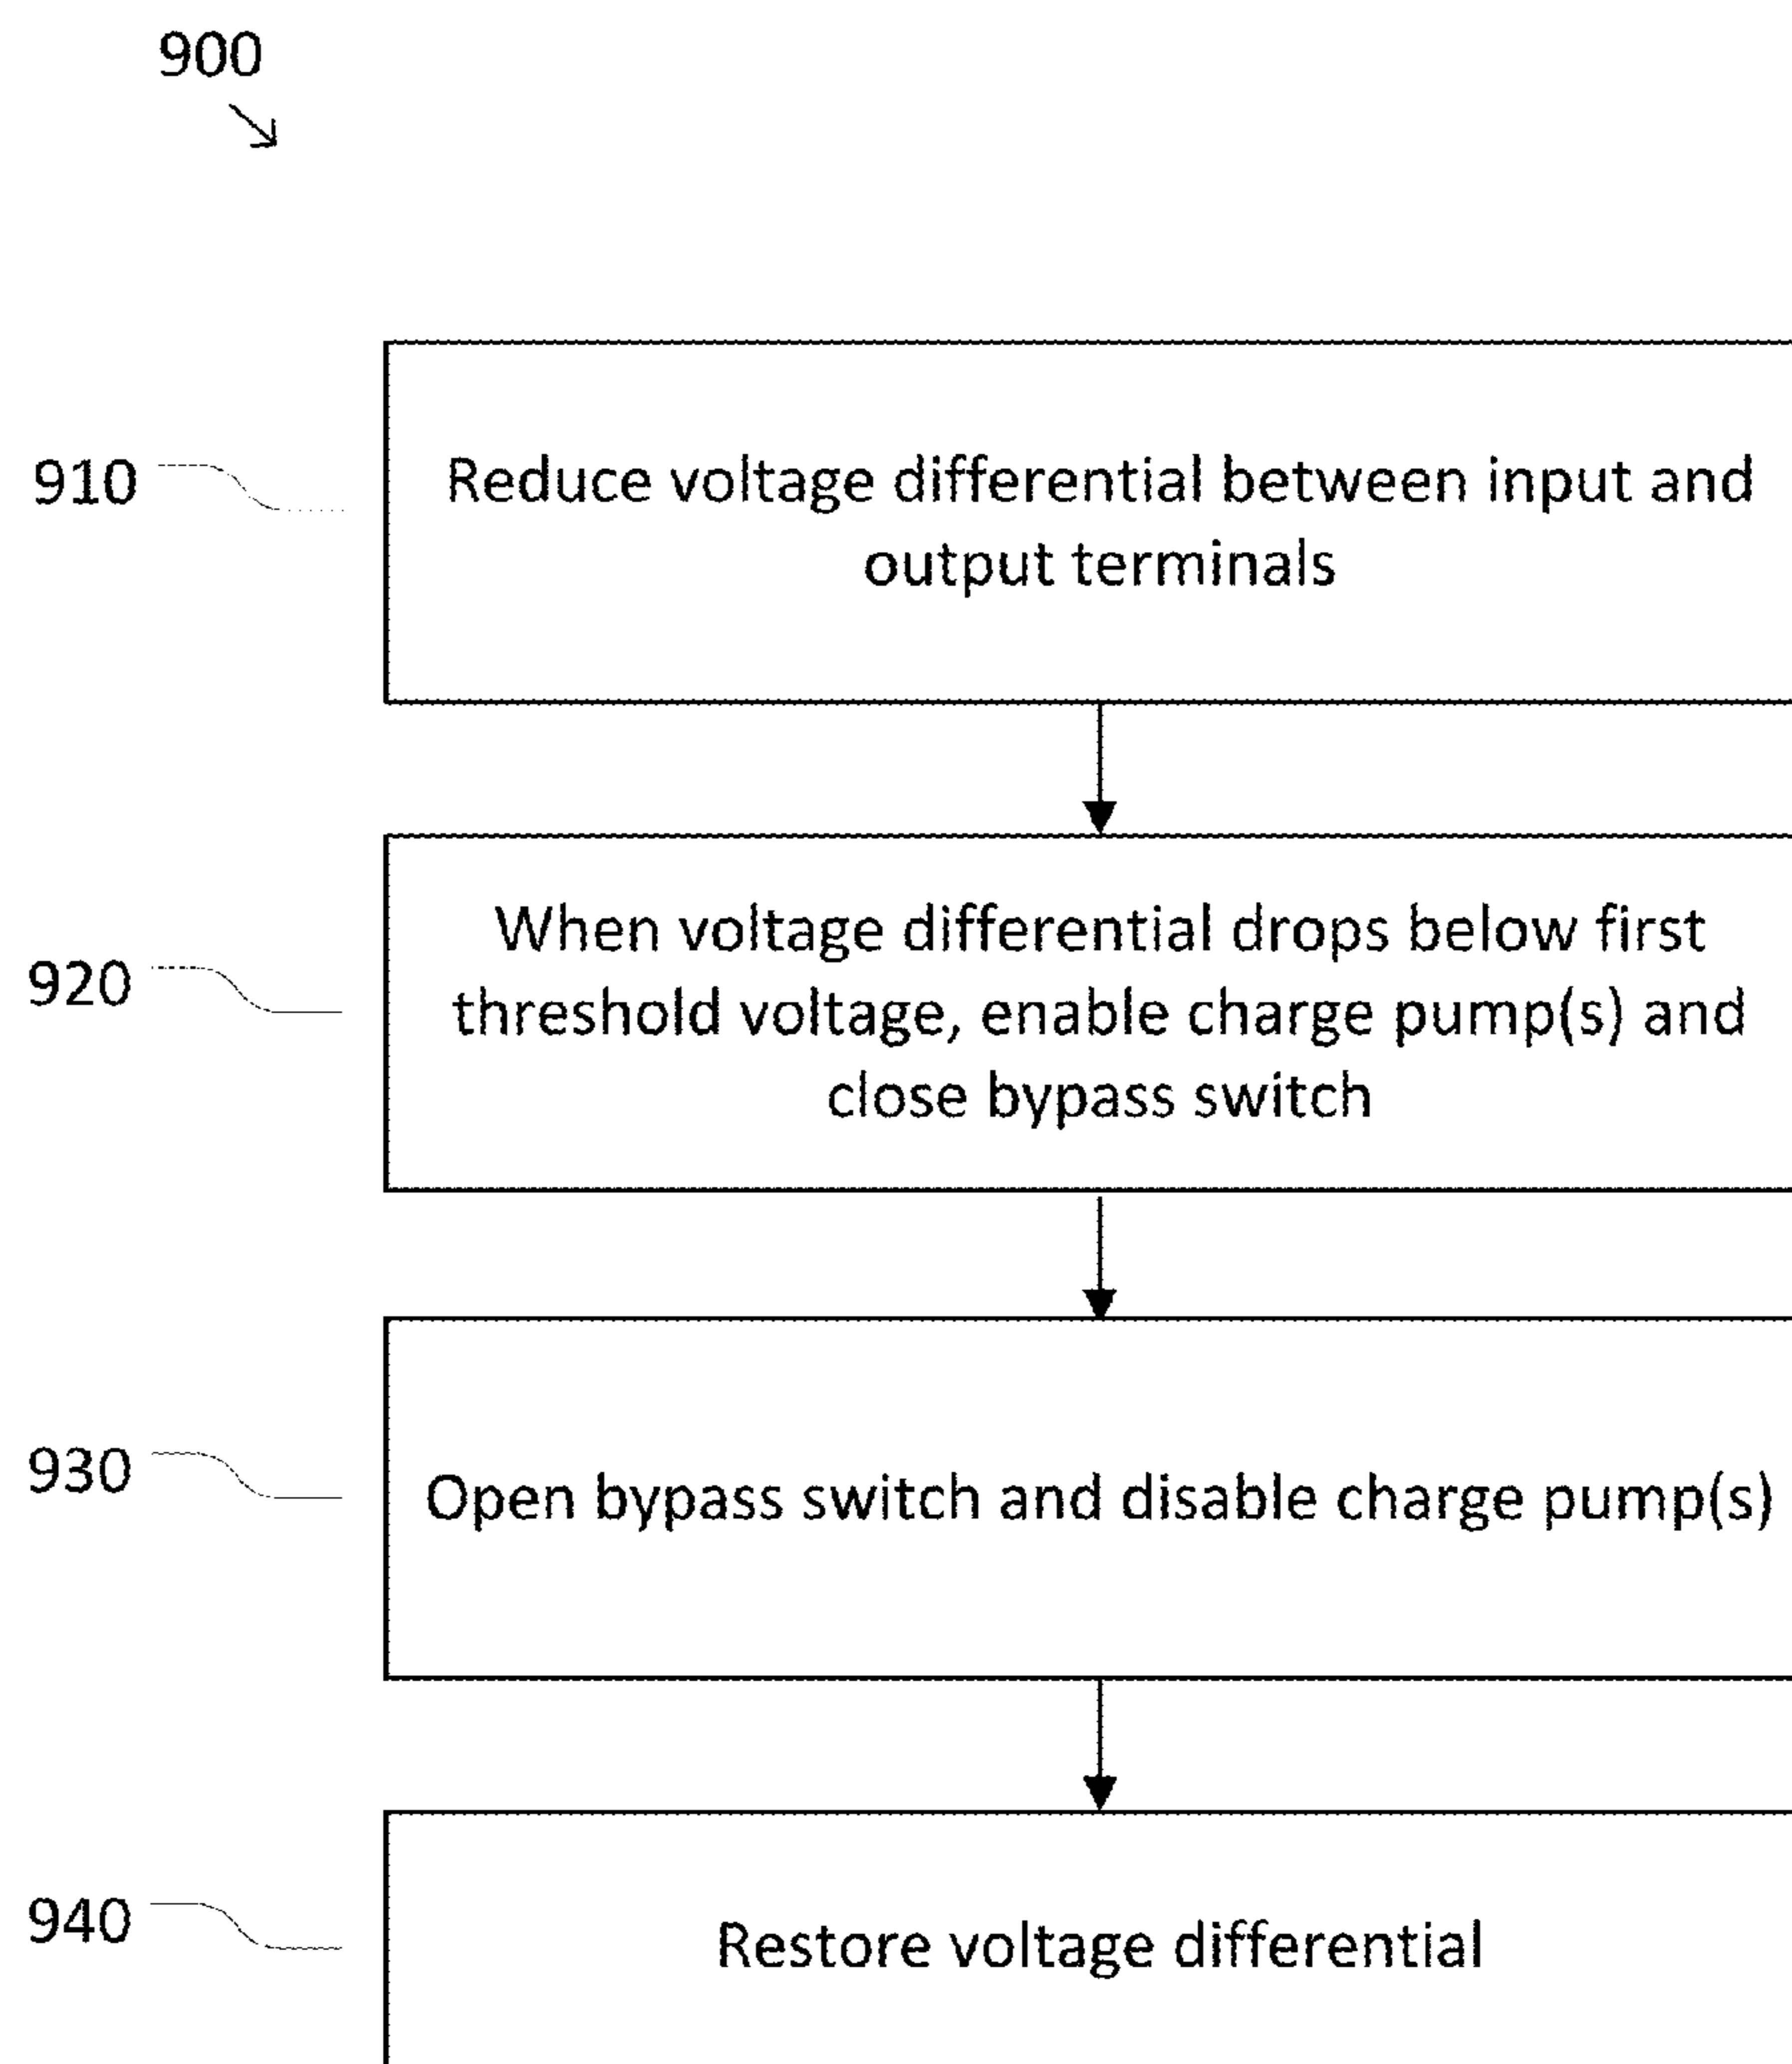 900
910
Reduce voltage differential between input and
output terminals
920
When voltage differential drops below first
threshold voltage, enable charge pump(s) and
close bypass switch
930
Open bypass switch and disable charge pump(s)
940
Restore voltage differential